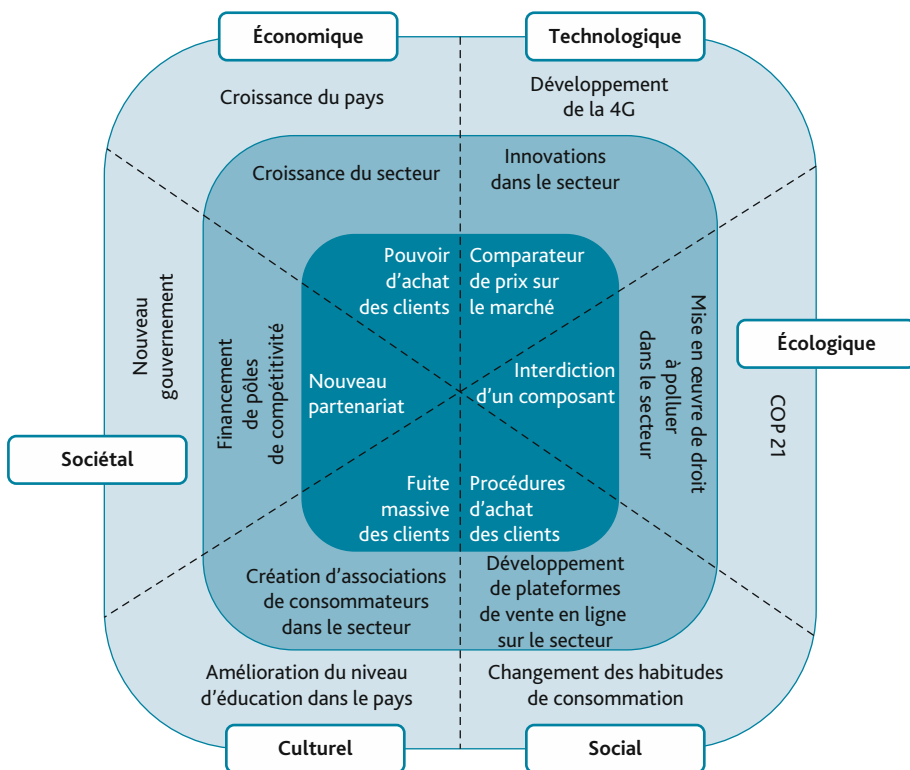 Économique
Technologique
Croissance du pays
Développement
de la 4G
Croissance du secteur
Innovations
dans le secteur
Pouvoir
d'achat
des clients
Comparateur
de prix sur
le marché
Nouveau
gouvernement
Financement
de pôles
de compétitivité
Nouveau
partenariat
Interdiction
d'un composant
Mise en œuvre de droit
à polluer
dans le secteur
Écologique
COP 21
Sociétal
Fuite
massive
des clients
Procédures
d'achat
des clients
Création d'associations
de consommateurs
dans le secteur
Développement
de plateformes
de vente en ligne
sur le secteur
Amélioration du niveau
d'éducation dans le pays
Changement des habitudes
de consommation
Culturel
Social